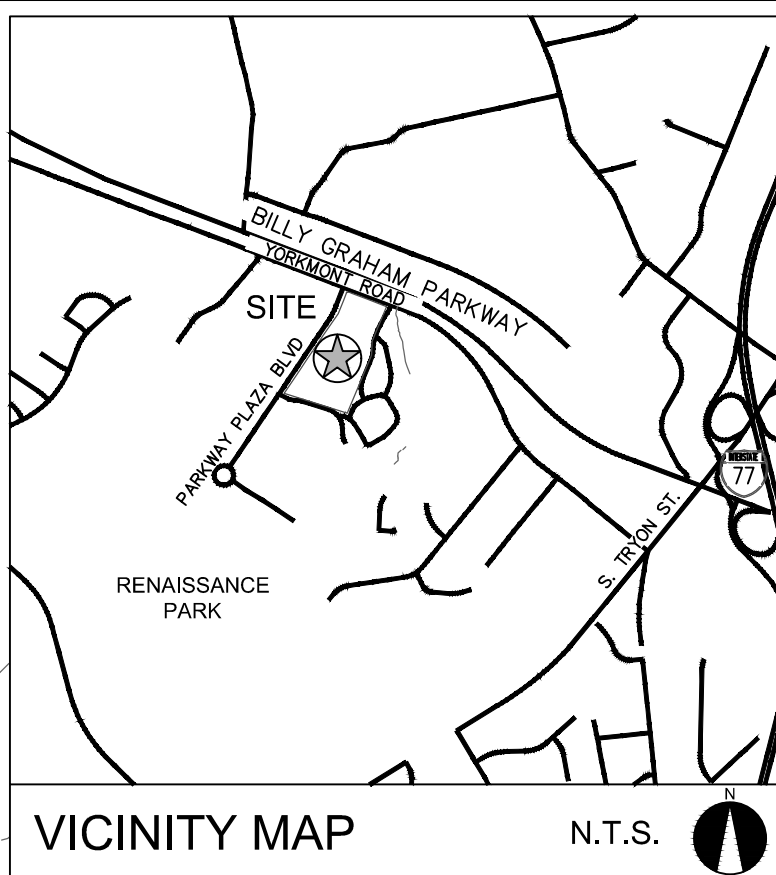 BILLY GRAHAM PARKWAY
YORKMONT ROAD
SITE
PARKWAY PLAZA BLVD
INTERSTATE
77
S. TRYON ST.
RENAISSANCE
PARK
VICINITY MAP
N.T.S.
N